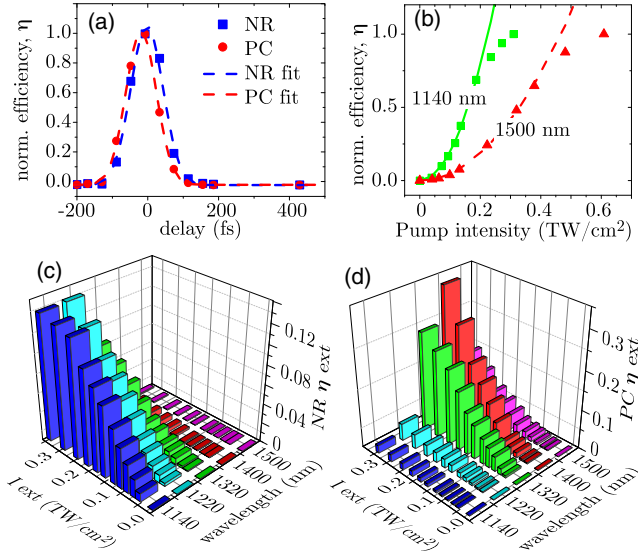 (a)
NR
PC
NR fit
PC fit
norm. efficiency, η
1.0
0.8
0.6
0.4
0.2
0.0
-200
0
200
400
delay (fs)
(b)
1140 nm
1500 nm
norm. efficiency, η
1.0
0.5
0.0
0.0
0.2
0.4
0.6
Pump intensity (TW/cm²)
(c)
0.12
0.08
0.04
0
NR η ext
0.3
0.2
0.1
0.0
I ext (TW/cm²)
1140
1220
1320
1400
1500
wavelength (nm)
(d)
0.3
0.2
0.1
0
PC η ext
0.3
0.2
0.1
0.0
I ext (TW/cm²)
1140
1220
1320
1400
1500
wavelength (nm)